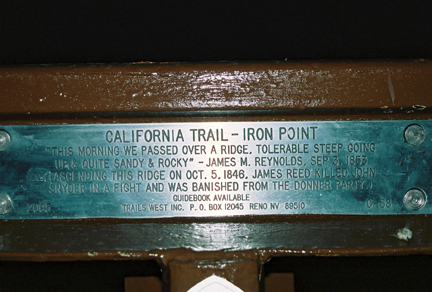 CALIFORNIA TRAIL - IRON POINT
"THIS MORNING WE PASSED OVER A RIDGE, TOLERABLE STEEP GOING
UP & QUITE SANDY & ROCKY" - JAMES M. REYNOLDS, SEP 3,
(ASCENDING THIS RIDGE ON OCT. 5, 1846, JAMES REED KILLED JOHN
SNYDER IN A FIGHT AND WAS BANISHED FROM THE DONNER PARTY.)
GUIDEBOOK AVAILABLE
TRAILS WEST INC. P. O. BOX 12045 RENO NV 89510